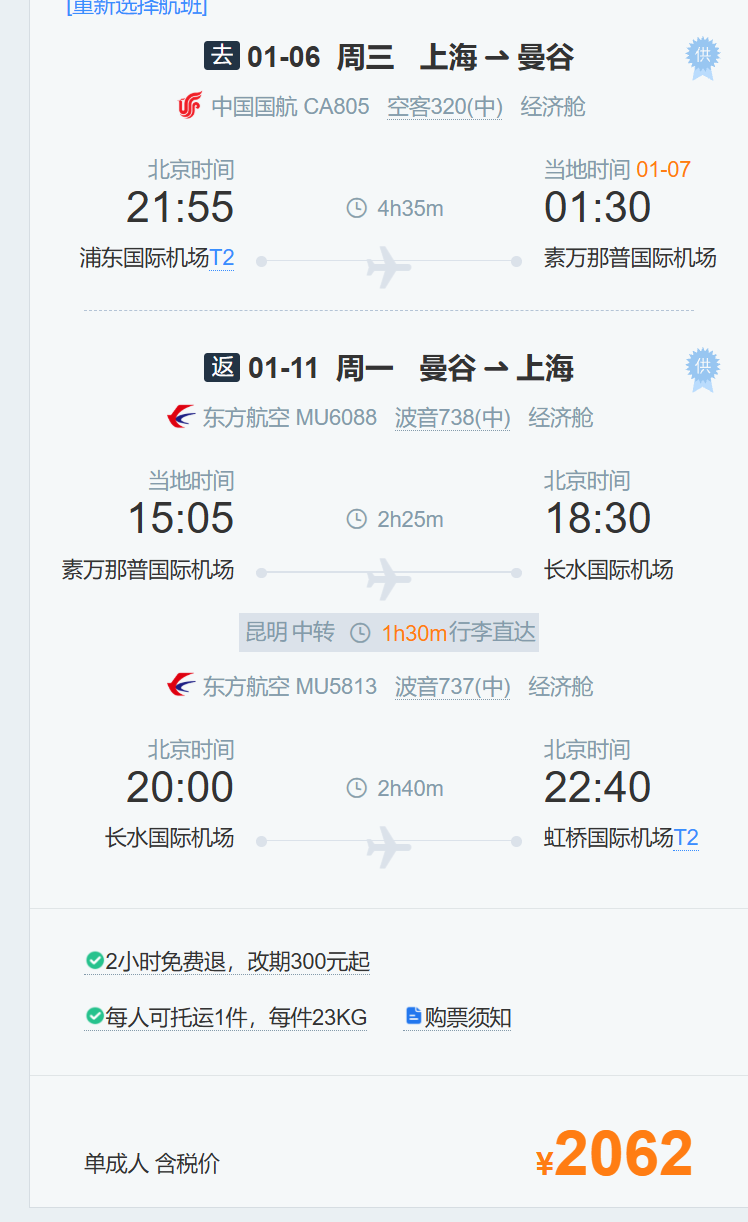 [重新选择航班]
去 01-06 周三 上海 ⇀ 曼谷
供
中国国航 CA805 空客320(中) 经济舱
北京时间 当地时间 01-07
21:55 4h35m 01:30
浦东国际机场T2 素万那普国际机场
返 01-11 周一 曼谷 ⇀ 上海
供
东方航空 MU6088 波音738(中) 经济舱
当地时间 北京时间
15:05 2h25m 18:30
素万那普国际机场 长水国际机场
昆明 中转 1h30m行李直达
东方航空 MU5813 波音737(中) 经济舱
北京时间 北京时间
20:00 2h40m 22:40
长水国际机场 虹桥国际机场T2
2小时免费退，改期300元起
每人可托运1件，每件23KG 购票须知
单成人 含税价 ¥2062